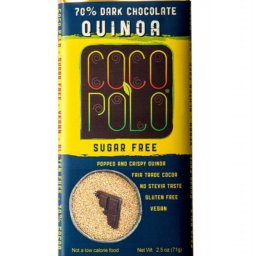 70% DARK CHOCOLATE
QUINOA
COCO
POLO
SUGAR FREE
POPPED AND CRISPY QUINOA
FAIR TRADE COCOA
NO STEVIA TASTE
GLUTEN FREE
VEGAN
Not a low calorie food
Net Wt. 2.5 oz (71g)